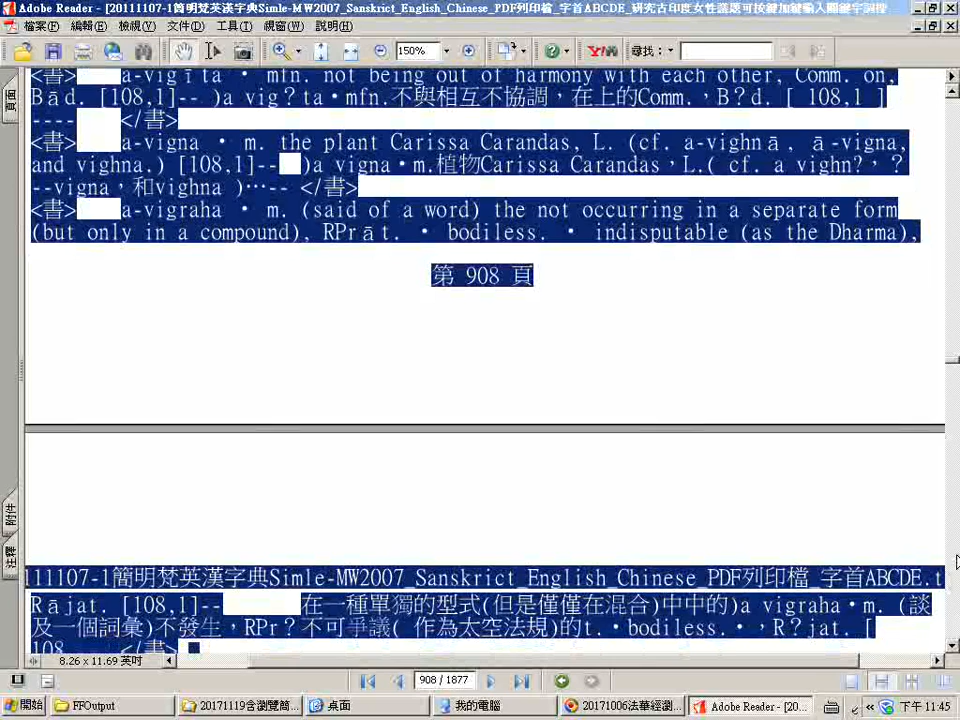 Adobe Reader - [20111107-1簡明梵英漢字典Simle-MW2007_Sanskrict_English_Chinese_PDF列印檔_字首ABCDE_研究古印度女性議題可按鍵加鍵輸入關鍵字詞搜
檔案(F) 編輯(E) 檢視(V) 文件(D) 工具(T) 視窗(W) 說明(H)
150% 尋找:
頁面
<書> a-vigīta ‧ mfn. not being out of harmony with each other, Comm. on,
Bād. [108,1]-- )a vig？ta‧mfn.不與相互不協調，在上的Comm.，B？d. [ 108,1 ]
---- </書>
<書> a-vigna ‧ m. the plant Carissa Carandas, L. (cf. a-vighnā, ā-vigna,
and vighna.) [108,1]-- )a vigna‧m.植物Carissa Carandas，L.( cf. a vighn?，？
--vigna，和vighna )…-- </書>
<書> a-vigraha ‧ m. (said of a word) the not occurring in a separate form
(but only in a compound), RPrāt. ‧ bodiless. ‧ indisputable (as the Dharma),
第 908 頁
附件
注釋
111107-1簡明梵英漢字典Simle-MW2007_Sanskrict_English_Chinese_PDF列印檔_字首ABCDE.t
Rājat. [108,1]-- 在一種單獨的型式(但是僅僅在混合)中中的)a vigraha‧m. (談
及一個詞彙)不發生，RPr？不可爭議( 作為太空法規)的t.‧bodiless.‧，R？jat. [
108 </書>
8.26 x 11.69 英吋
908 / 1877
開始 FFOutput 20171119含瀏覽簡... 桌面 我的電腦 20171006法華經瀏... Adobe Reader - [20... 下午 11:45